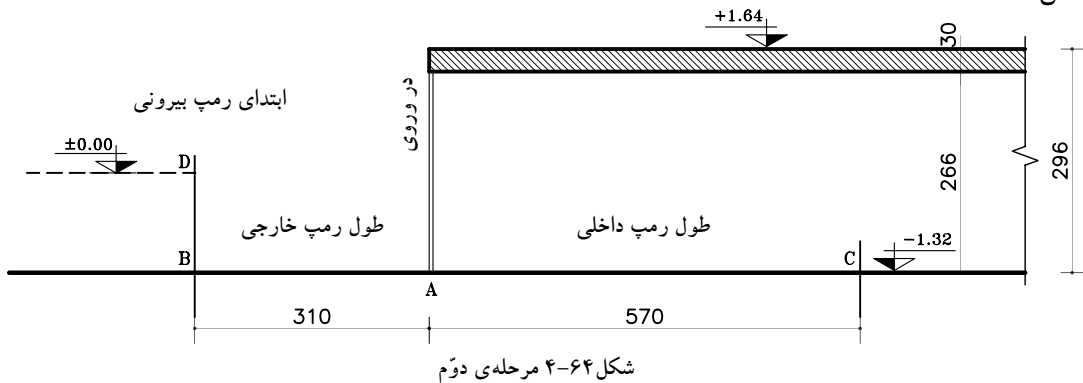 +1.64
30
ابتدای رمپ بیرونی
در وروی
±0.00
D
266
296
طول رمپ خارجی
طول رمپ داخلی
−1.32
B
C
A
310
570
شکل۶۴-۴ مرحله‌ی دوّم